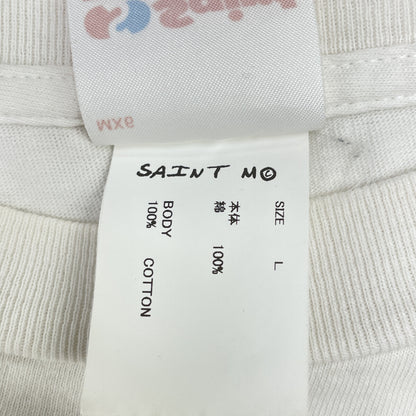 SAINT M©
SIZE L
本体
綿 100%
BODY
100% COTTON